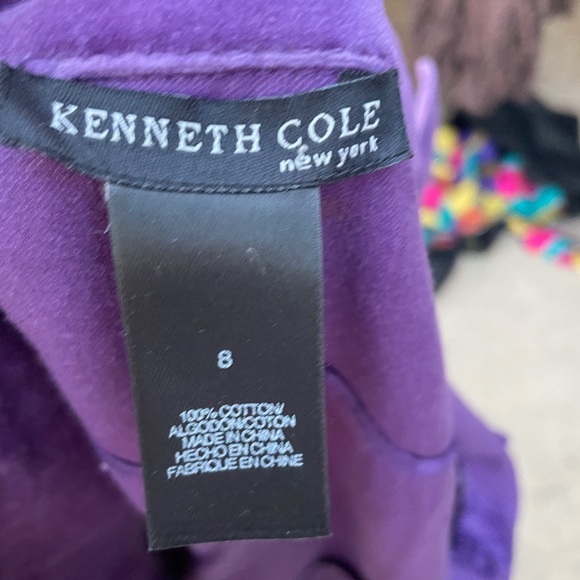 KENNETH COLE
new york
8
100% COTTON/
ALGODON/COTON
MADE IN CHINA
HECHO EN CHINA
FABRIQUE EN CHINE